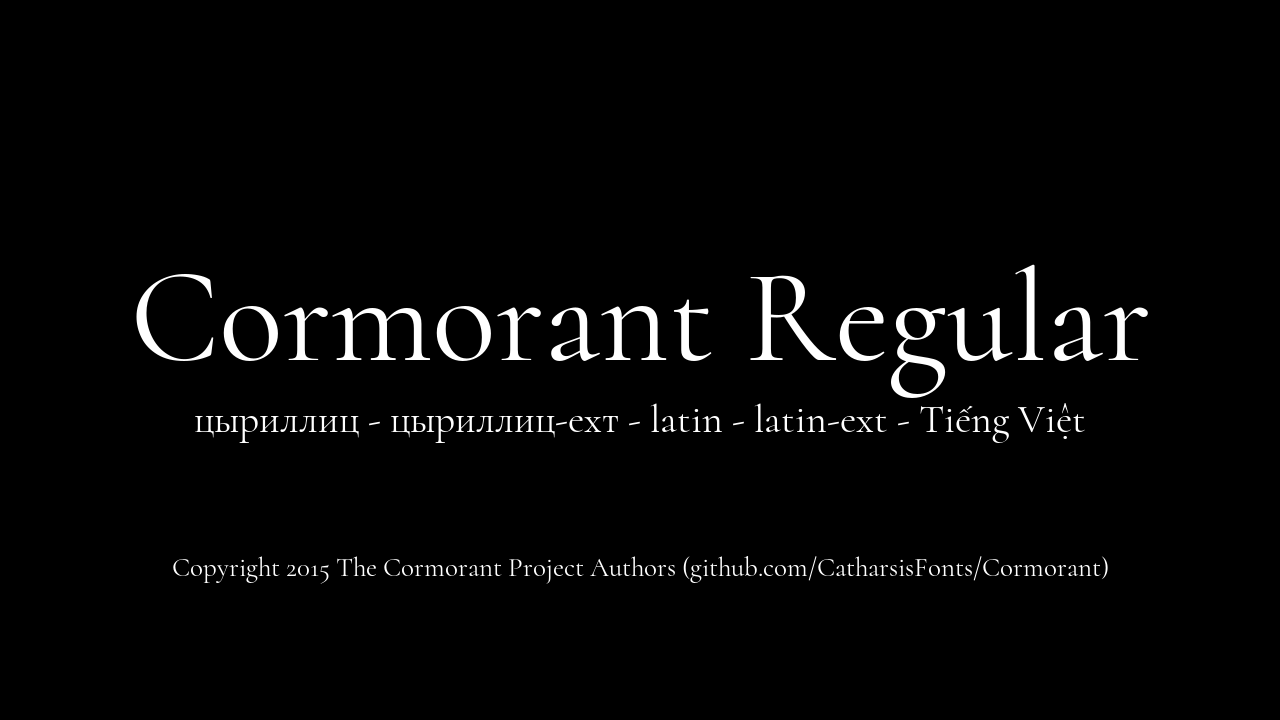 Cormorant Regular
цыриллиц - цыриллиц-ехт - latin - latin-ext - Tiếng Việt
Copyright 2015 The Cormorant Project Authors (github.com/CatharsisFonts/Cormorant)